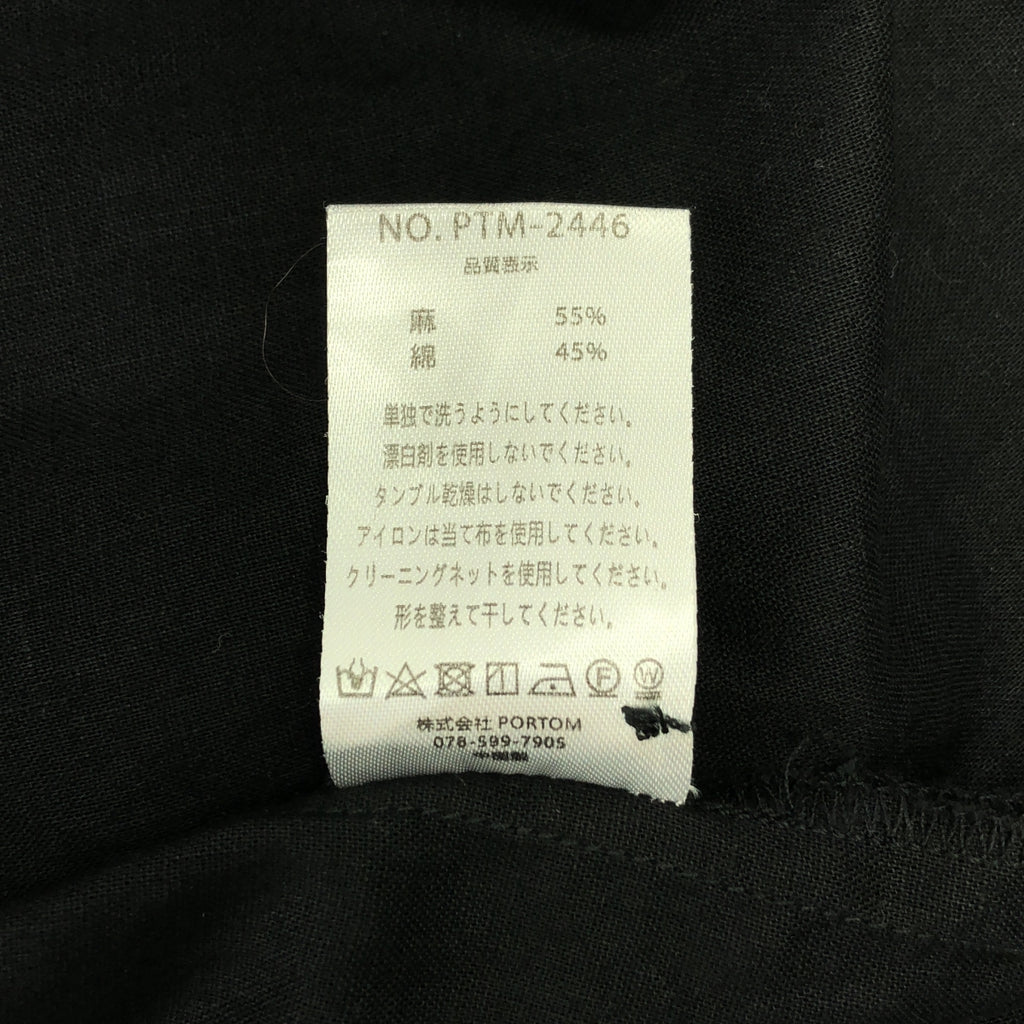 NO. PTM-2446
品質表示
麻 55%
綿 45%
単独で洗うようにしてください。
漂白剤を使用しないでください。
タンブル乾燥はしないでください。
アイロンは当て布を使用してください。
クリーニングネットを使用してください。
形を整えて干してください。
F W
株式会社 PORTOM
078-599-7905
中国製